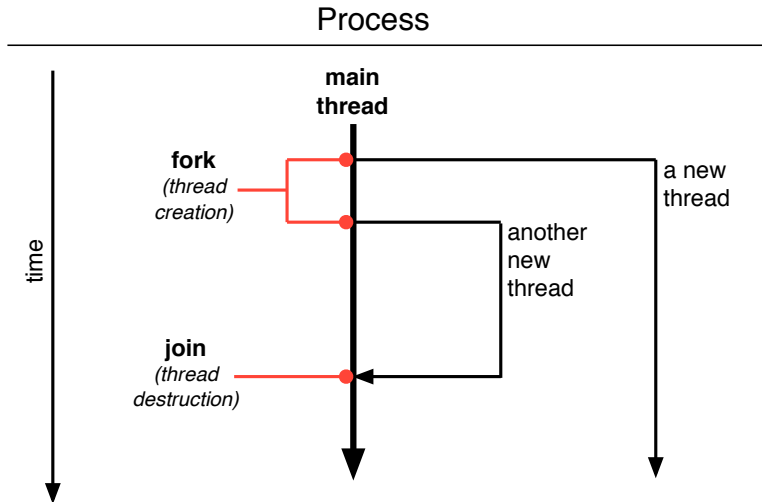 Process
main
thread
fork
(thread
creation)
a new
thread
another
new
thread
time
join
(thread
destruction)